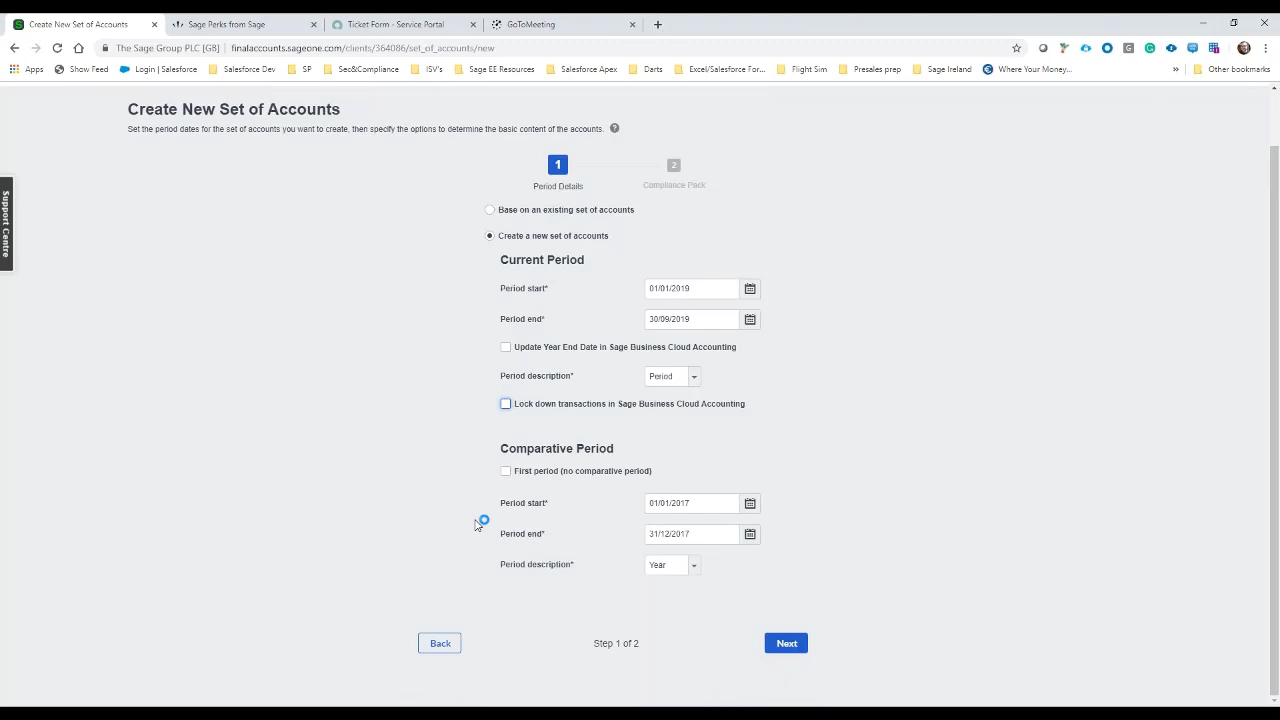 Create New Set of Accounts
Sage Perks from Sage
Ticket Form - Service Portal
GoToMeeting
The Sage Group PLC [GB]
finalaccounts.sageone.com/clients/364086/set_of_accounts/new
Apps
Show Feed
Login | Salesforce
Salesforce Dev
SP
Sec&Compliance
ISV's
Sage EE Resources
Salesforce Apex
Darts
Excel/Salesforce For...
Flight Sim
Presales prep
Sage Ireland
Where Your Money...
Other bookmarks
Support Centre
Create New Set of Accounts
Set the period dates for the set of accounts you want to create, then specify the options to determine the basic content of the accounts.
1
2
Period Details
Compliance Pack
Base on an existing set of accounts
Create a new set of accounts
Current Period
Period start* 01/01/2019
Period end* 30/09/2019
Update Year End Date in Sage Business Cloud Accounting
Period description* Period
Lock down transactions in Sage Business Cloud Accounting
Comparative Period
First period (no comparative period)
Period start* 01/01/2017
Period end* 31/12/2017
Period description* Year
Back
Step 1 of 2
Next